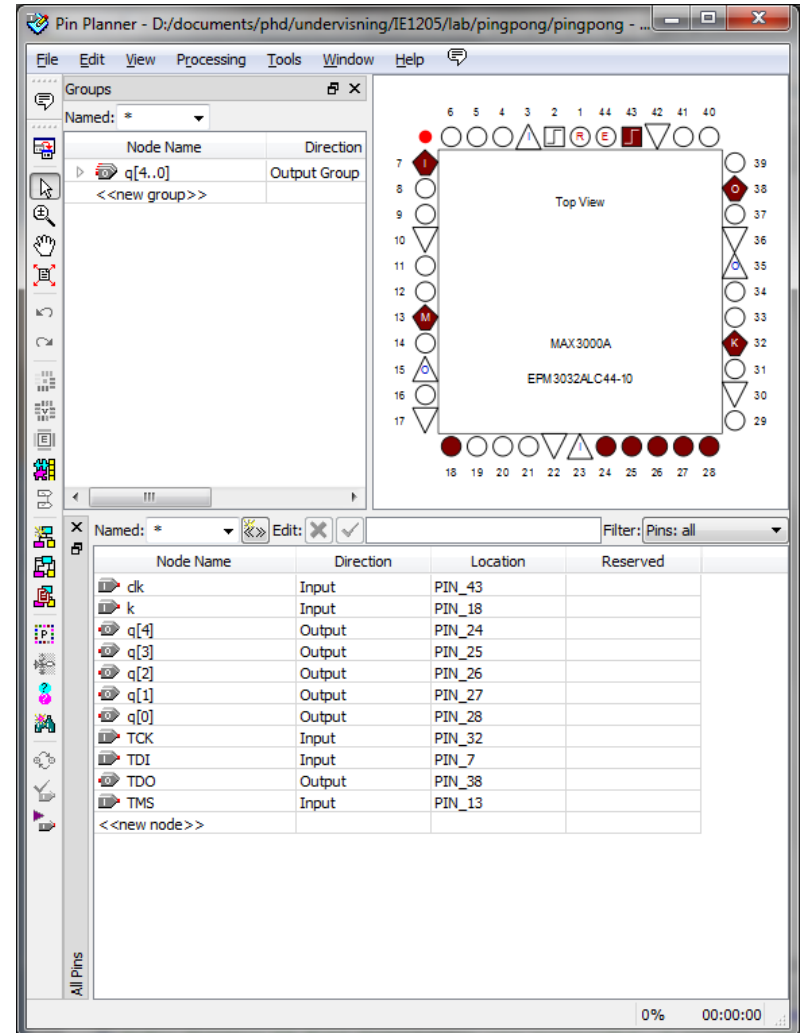 Pin Planner - D:/documents/phd/undervisning/IE1205/lab/pingpong/pingpong - ...
File Edit View Processing Tools Window Help
Groups
Named: *
Node Name Direction
q[4..0] Output Group
<<new group>>
6 5 4 3 2 1 44 43 42 41 40
I R E
7 I 39
8 O 38
9 37
10 36
11 O 35
12 34
13 M 33
14 K 32
15 O 31
16 30
17 29
Top View
MAX3000A
EPM3032ALC44-10
I
18 19 20 21 22 23 24 25 26 27 28
Named: * Edit: Filter: Pins: all
Node Name Direction Location Reserved
clk Input PIN_43
k Input PIN_18
q[4] Output PIN_24
q[3] Output PIN_25
q[2] Output PIN_26
q[1] Output PIN_27
q[0] Output PIN_28
TCK Input PIN_32
TDI Input PIN_7
TDO Output PIN_38
TMS Input PIN_13
<<new node>>
All Pins
0% 00:00:00